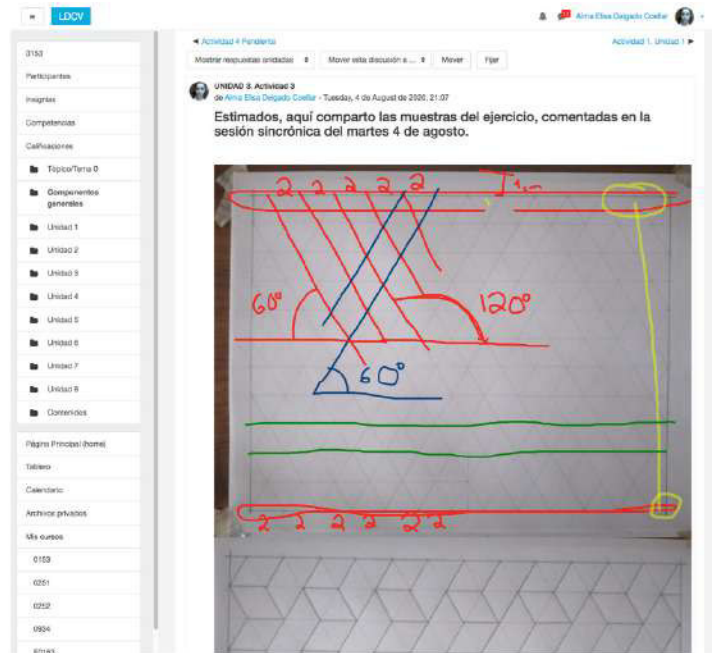 LDCV
Alma Elisa Delgado Coellar
0153
Participantes
Insignias
Competencias
Calificaciones
Tópico/Tema 0
Componentes
generales
Unidad 1
Unidad 2
Unidad 3
Unidad 4
Unidad 5
Unidad 6
Unidad 7
Unidad 8
Contenidos
Página Principal (home)
Tablero
Calendario
Archivos privados
Mis cursos
0153
0251
0252
0934
◀ Actividad 4 Pendiente
Actividad 1. Unidad 1 ▶
Mostrar respuestas anidadas
Mover esta discusión a ...
Mover
Fijar
UNIDAD 3. Actividad 3
de Alma Elisa Delgado Coellar - Tuesday, 4 de August de 2020, 21:07
Estimados, aquí comparto las muestras del ejercicio, comentadas en la
sesión sincrónica del martes 4 de agosto.
2 2 2 2 2
60° 120°
60°
2 2 2 2 2 2